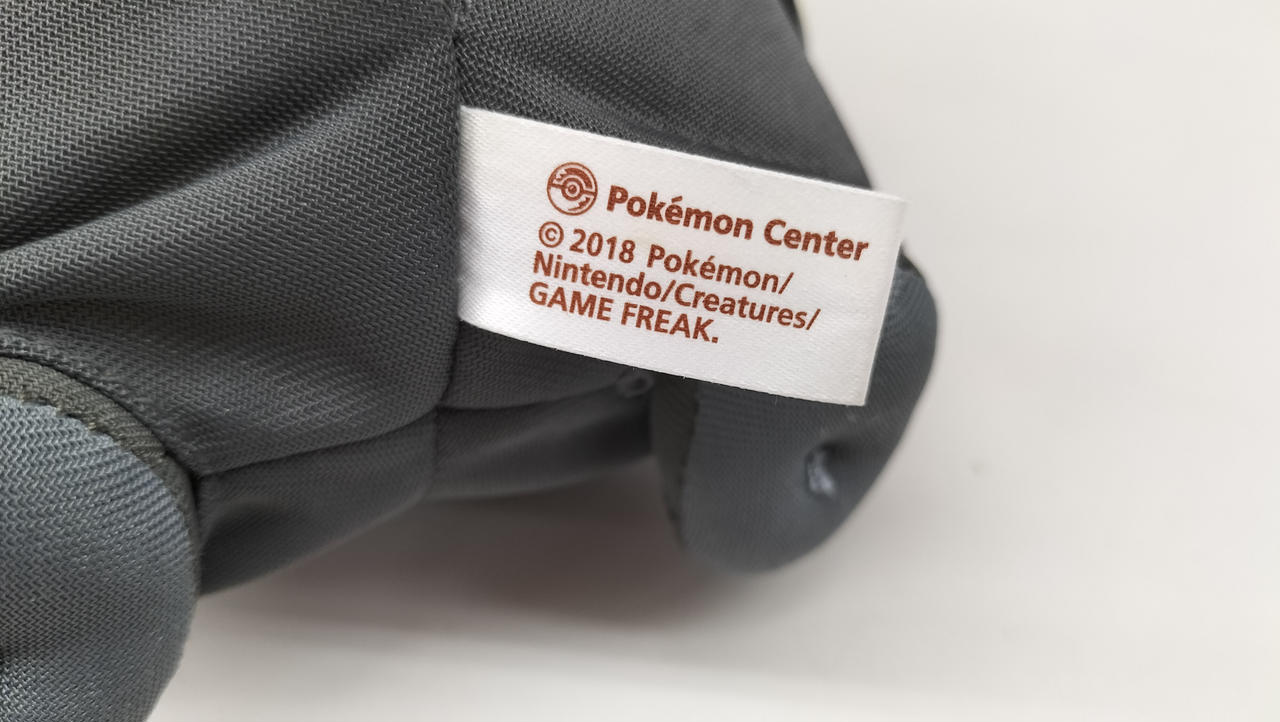 Pokémon Center
© 2018 Pokémon/
Nintendo/Creatures/
GAME FREAK.